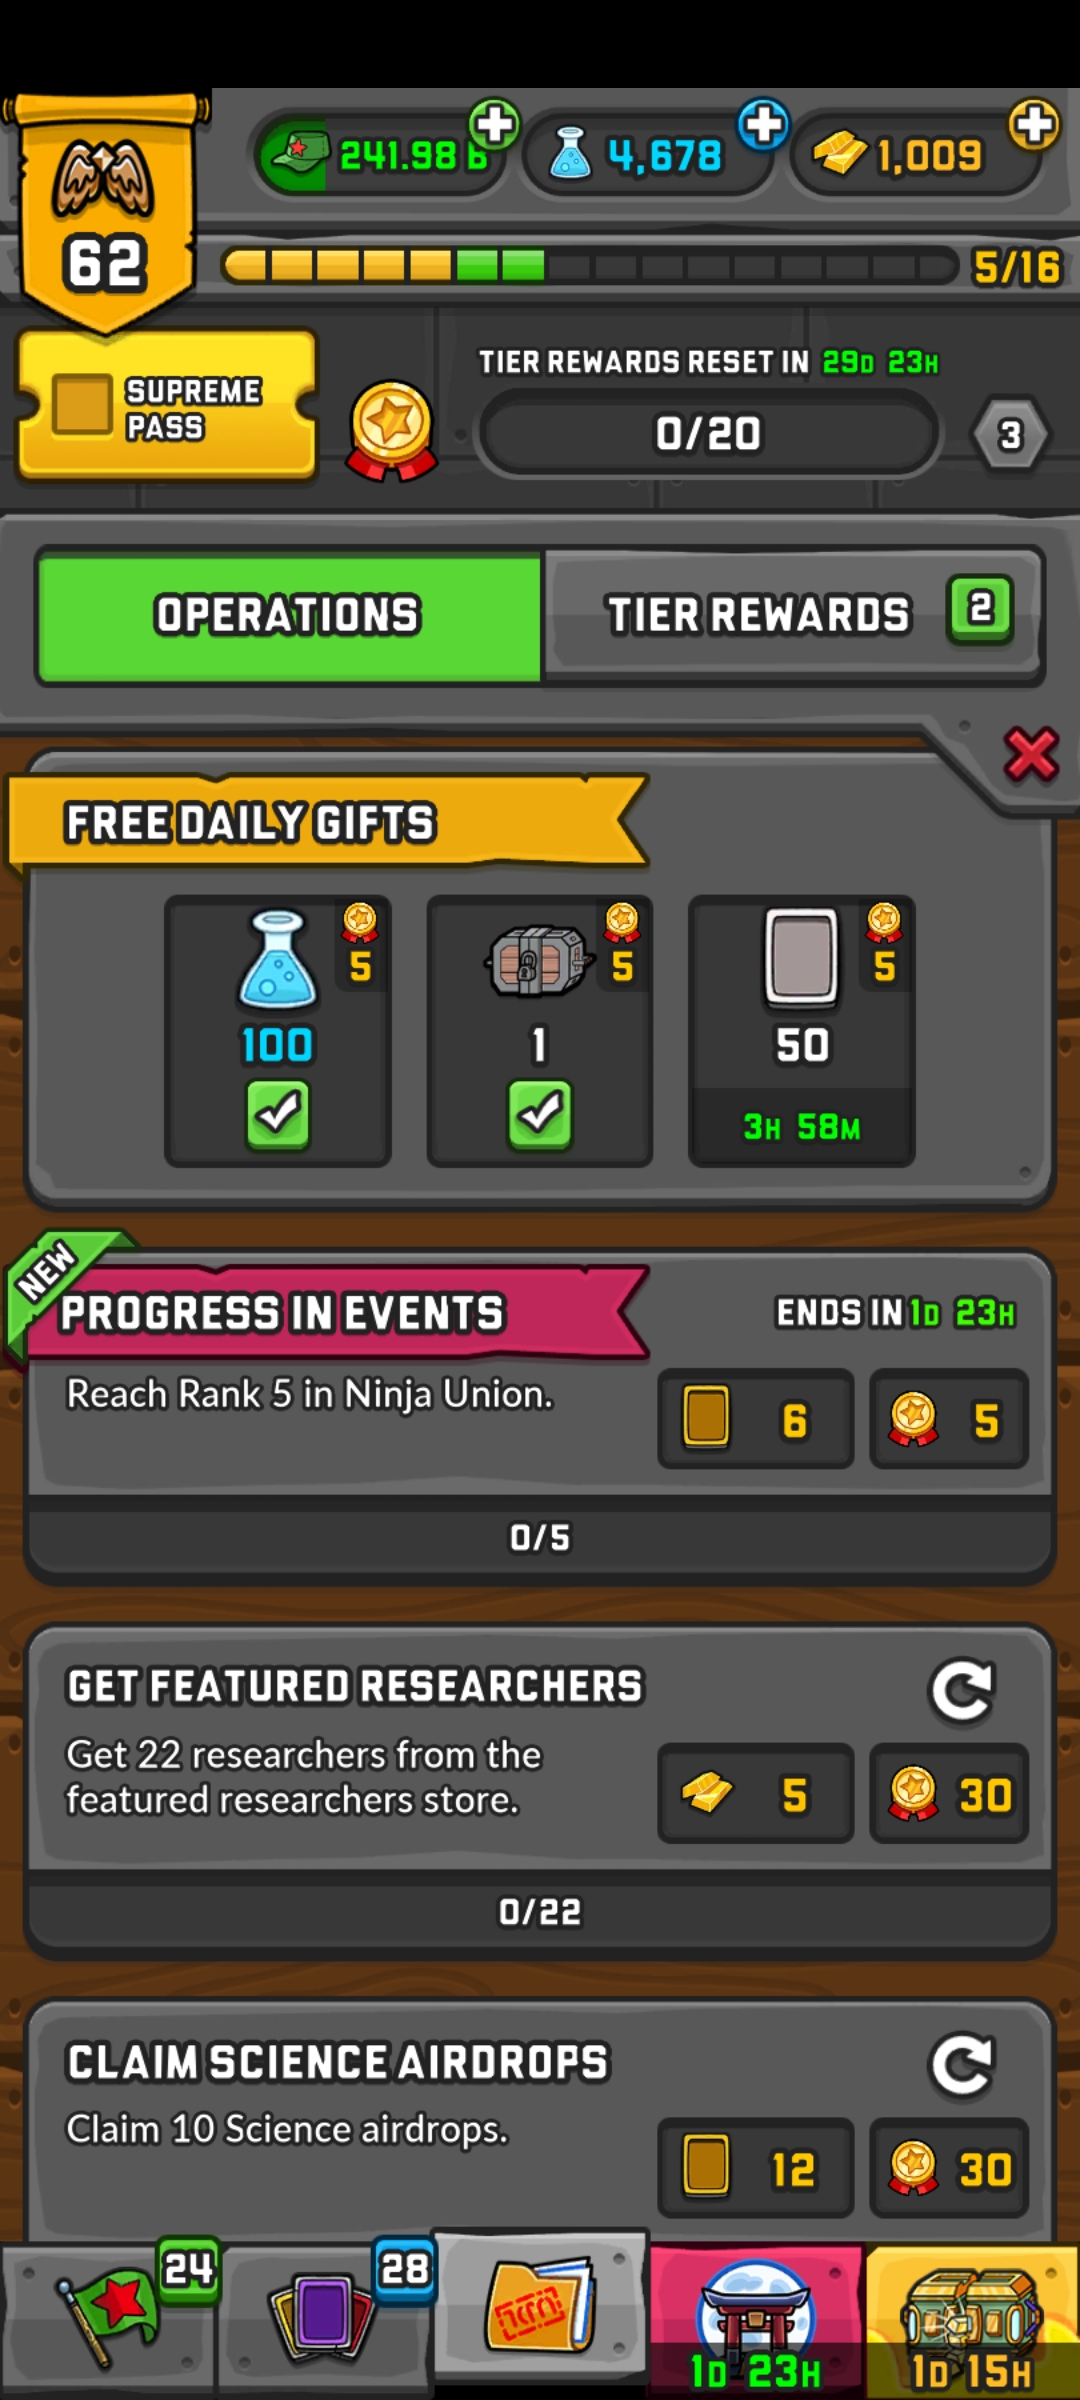 241.98 B
4,678
1,009
62
5/16
SUPREME
PASS
TIER REWARDS RESET IN 29D 23H
0/20
3
OPERATIONS
TIER REWARDS
2
FREE DAILY GIFTS
5
5
5
100
1
50
3H 58M
NEW
PROGRESS IN EVENTS
ENDS IN 1D 23H
Reach Rank 5 in Ninja Union.
6
5
0/5
GET FEATURED RESEARCHERS
Get 22 researchers from the
featured researchers store.
5
30
0/22
CLAIM SCIENCE AIRDROPS
Claim 10 Science airdrops.
12
30
24
28
1D 23H
1D 15H